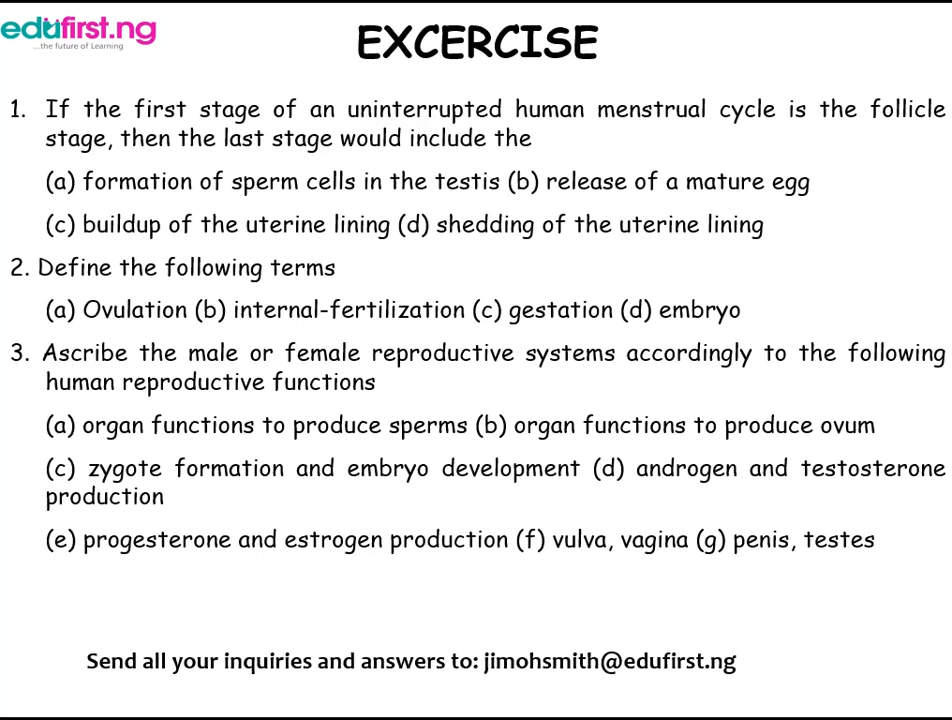 edufirst.ng
...the future of Learning
EXCERCISE
1. If the first stage of an uninterrupted human menstrual cycle is the follicle
stage, then the last stage would include the
(a) formation of sperm cells in the testis (b) release of a mature egg
(c) buildup of the uterine lining (d) shedding of the uterine lining
2. Define the following terms
(a) Ovulation (b) internal-fertilization (c) gestation (d) embryo
3. Ascribe the male or female reproductive systems accordingly to the following
human reproductive functions
(a) organ functions to produce sperms (b) organ functions to produce ovum
(c) zygote formation and embryo development (d) androgen and testosterone
production
(e) progesterone and estrogen production (f) vulva, vagina (g) penis, testes
Send all your inquiries and answers to: jimohsmith@edufirst.ng